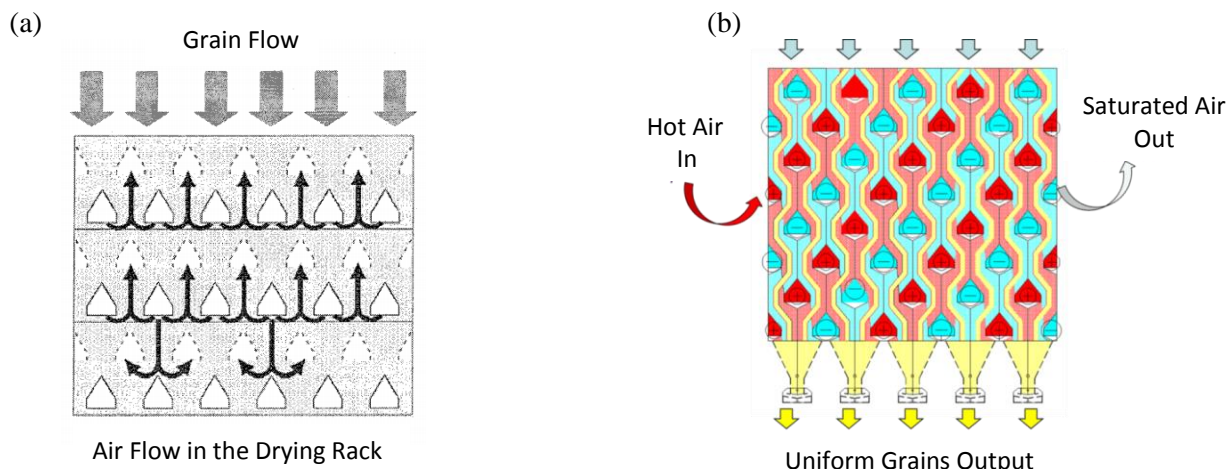 (a)
Grain Flow
Air Flow in the Drying Rack
(b)
Hot Air
In
Saturated Air
Out
Uniform Grains Output